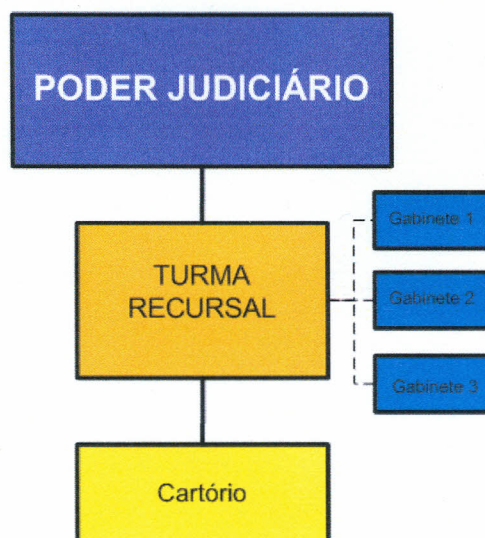 PODER JUDICIÁRIO
TURMA
RECURSAL
Gabinete 1
Gabinete 2
Gabinete 3
Cartório